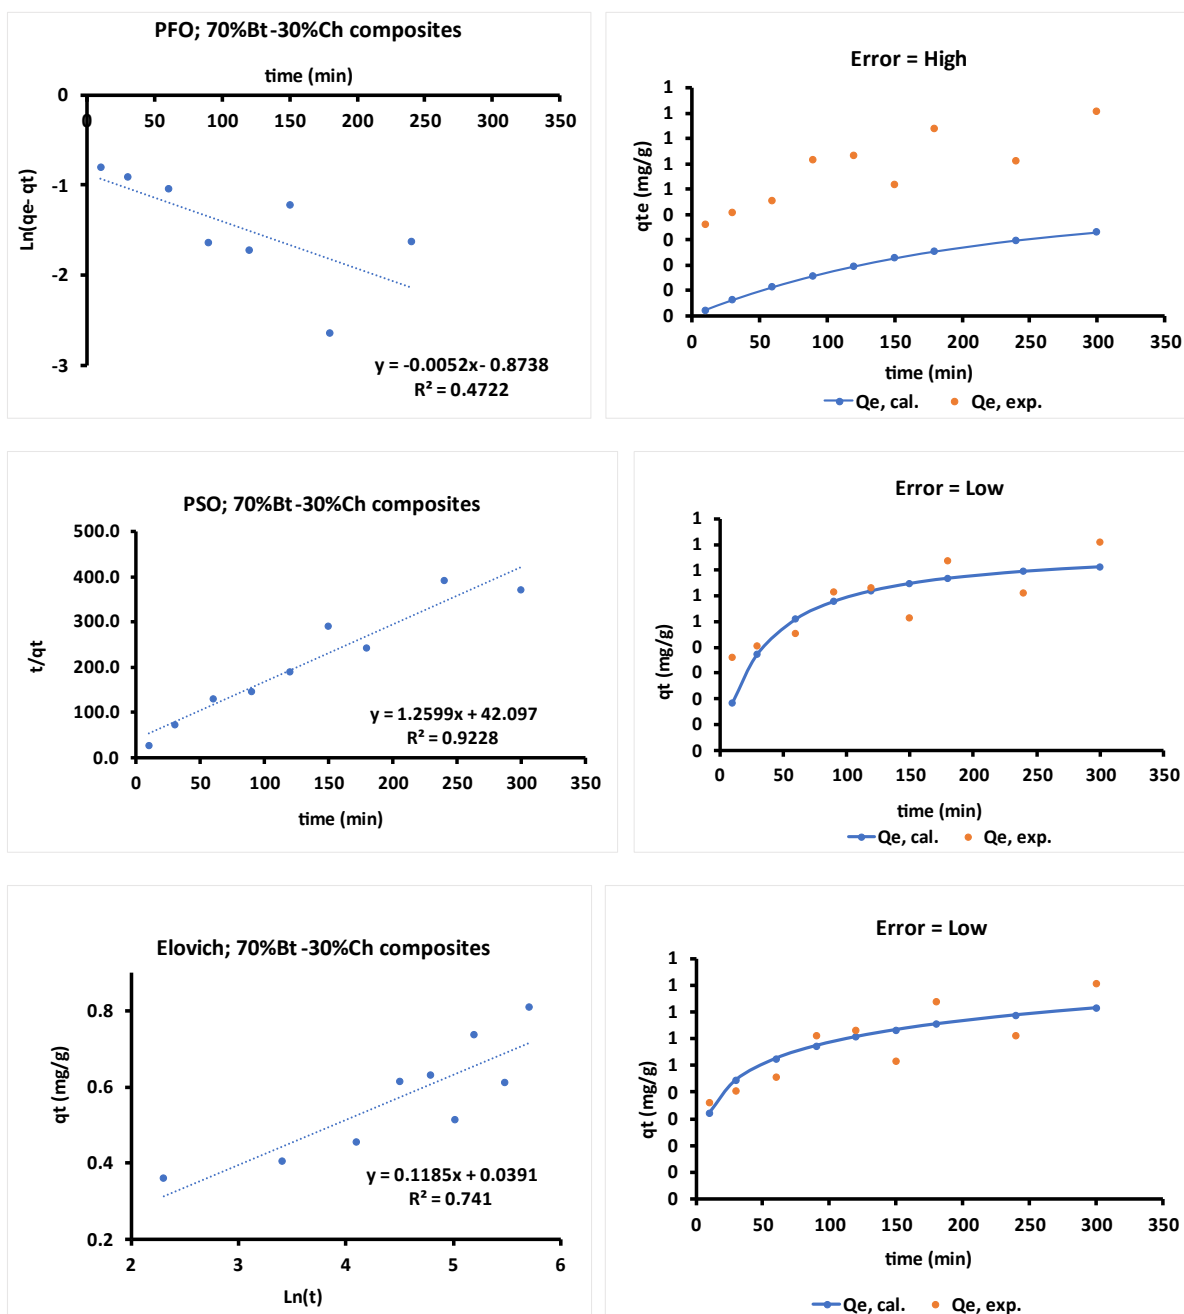 PFO; 70%Bt-30%Ch composites
time (min)
0
0 50 100 150 200 250 300 350
-1
-2
-3
Ln(qe- qt)
y = -0.0052x- 0.8738
R² = 0.4722
Error = High
1
1
1
1
1
0
0
0
0
0
qte (mg/g)
0 50 100 150 200 250 300 350
time (min)
Qe, cal. Qe, exp.
PSO; 70%Bt-30%Ch composites
500.0
400.0
300.0
200.0
100.0
0.0
t/qt
y = 1.2599x + 42.097
R² = 0.9228
0 50 100 150 200 250 300 350
time (min)
Error = Low
1
1
1
1
1
0
0
0
0
0
qt (mg/g)
0 50 100 150 200 250 300 350
time (min)
Qe, cal. Qe, exp.
Elovich; 70%Bt-30%Ch composites
0.8
0.6
0.4
0.2
qt (mg/g)
y = 0.1185x + 0.0391
R² = 0.741
2 3 4 5 6
Ln(t)
Error = Low
1
1
1
1
1
0
0
0
0
0
qt (mg/g)
0 50 100 150 200 250 300 350
time (min)
Qe, cal. Qe, exp.